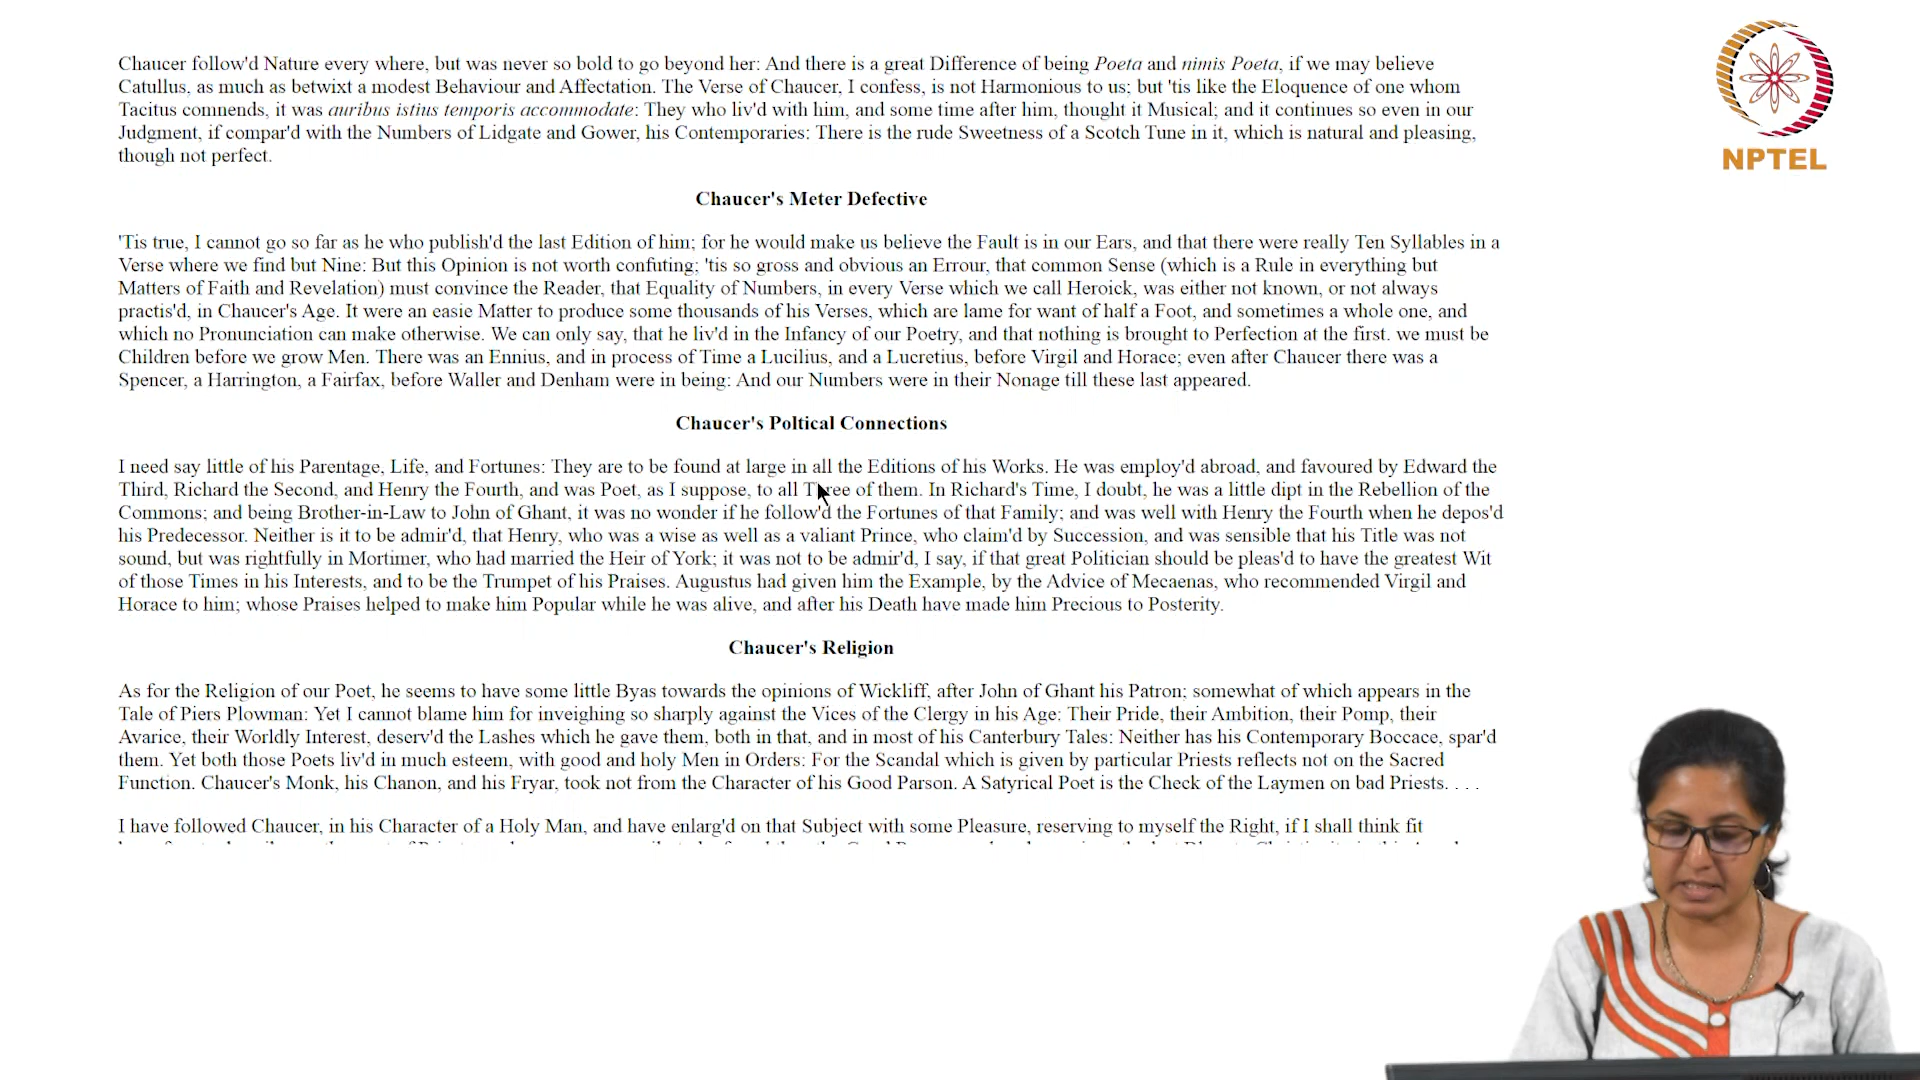 Chaucer follow'd Nature every where, but was never so bold to go beyond her: And there is a great Difference of being Poeta and nimis Poeta, if we may believe
Catullus, as much as betwixt a modest Behaviour and Affectation. The Verse of Chaucer, I confess, is not Harmonious to us; but 'tis like the Eloquence of one whom
Tacitus comnends, it was auribus istius temporis accommodate: They who liv'd with him, and some time after him, thought it Musical; and it continues so even in our
Judgment, if compar'd with the Numbers of Lidgate and Gower, his Contemporaries: There is the rude Sweetness of a Scotch Tune in it, which is natural and pleasing,
though not perfect.
NPTEL
Chaucer's Meter Defective
'Tis true, I cannot go so far as he who publish'd the last Edition of him; for he would make us believe the Fault is in our Ears, and that there were really Ten Syllables in a
Verse where we find but Nine: But this Opinion is not worth confuting; 'tis so gross and obvious an Errour, that common Sense (which is a Rule in everything but
Matters of Faith and Revelation) must convince the Reader, that Equality of Numbers, in every Verse which we call Heroick, was either not known, or not always
practis'd, in Chaucer's Age. It were an easie Matter to produce some thousands of his Verses, which are lame for want of half a Foot, and sometimes a whole one, and
which no Pronunciation can make otherwise. We can only say, that he liv'd in the Infancy of our Poetry, and that nothing is brought to Perfection at the first. we must be
Children before we grow Men. There was an Ennius, and in process of Time a Lucilius, and a Lucretius, before Virgil and Horace; even after Chaucer there was a
Spencer, a Harrington, a Fairfax, before Waller and Denham were in being: And our Numbers were in their Nonage till these last appeared.
Chaucer's Poltical Connections
I need say little of his Parentage, Life, and Fortunes: They are to be found at large in all the Editions of his Works. He was employ'd abroad, and favoured by Edward the
Third, Richard the Second, and Henry the Fourth, and was Poet, as I suppose, to all Three of them. In Richard's Time, I doubt, he was a little dipt in the Rebellion of the
Commons; and being Brother-in-Law to John of Ghant, it was no wonder if he follow'd the Fortunes of that Family; and was well with Henry the Fourth when he depos'd
his Predecessor. Neither is it to be admir'd, that Henry, who was a wise as well as a valiant Prince, who claim'd by Succession, and was sensible that his Title was not
sound, but was rightfully in Mortimer, who had married the Heir of York; it was not to be admir'd, I say, if that great Politician should be pleas'd to have the greatest Wit
of those Times in his Interests, and to be the Trumpet of his Praises. Augustus had given him the Example, by the Advice of Mecaenas, who recommended Virgil and
Horace to him; whose Praises helped to make him Popular while he was alive, and after his Death have made him Precious to Posterity.
Chaucer's Religion
As for the Religion of our Poet, he seems to have some little Byas towards the opinions of Wickliff, after John of Ghant his Patron; somewhat of which appears in the
Tale of Piers Plowman: Yet I cannot blame him for inveighing so sharply against the Vices of the Clergy in his Age: Their Pride, their Ambition, their Pomp, their
Avarice, their Worldly Interest, deserv'd the Lashes which he gave them, both in that, and in most of his Canterbury Tales: Neither has his Contemporary Boccace, spar'd
them. Yet both those Poets liv'd in much esteem, with good and holy Men in Orders: For the Scandal which is given by particular Priests reflects not on the Sacred
Function. Chaucer's Monk, his Chanon, and his Fryar, took not from the Character of his Good Parson. A Satyrical Poet is the Check of the Laymen on bad Priests. . . .
I have followed Chaucer, in his Character of a Holy Man, and have enlarg'd on that Subject with some Pleasure, reserving to myself the Right, if I shall think fit